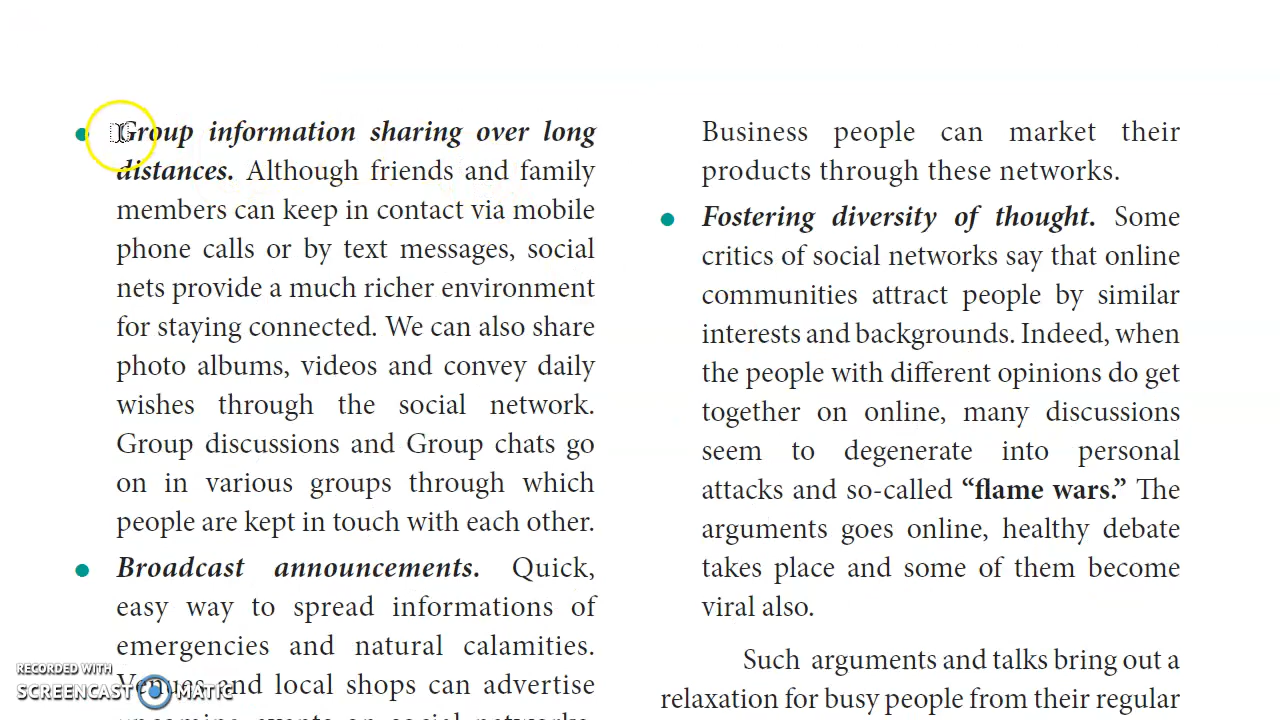 Group information sharing over long
distances. Although friends and family
members can keep in contact via mobile
phone calls or by text messages, social
nets provide a much richer environment
for staying connected. We can also share
photo albums, videos and convey daily
wishes through the social network.
Group discussions and Group chats go
on in various groups through which
people are kept in touch with each other.
Broadcast announcements. Quick,
easy way to spread informations of
emergencies and natural calamities.
Venues and local shops can advertise
upcoming events on social networks.
Business people can market their
products through these networks.
Fostering diversity of thought. Some
critics of social networks say that online
communities attract people by similar
interests and backgrounds. Indeed, when
the people with different opinions do get
together on online, many discussions
seem to degenerate into personal
attacks and so-called “flame wars.” The
arguments goes online, healthy debate
takes place and some of them become
viral also.
Such arguments and talks bring out a
relaxation for busy people from their regular
RECORDED WITH
SCREENCAST MATIC